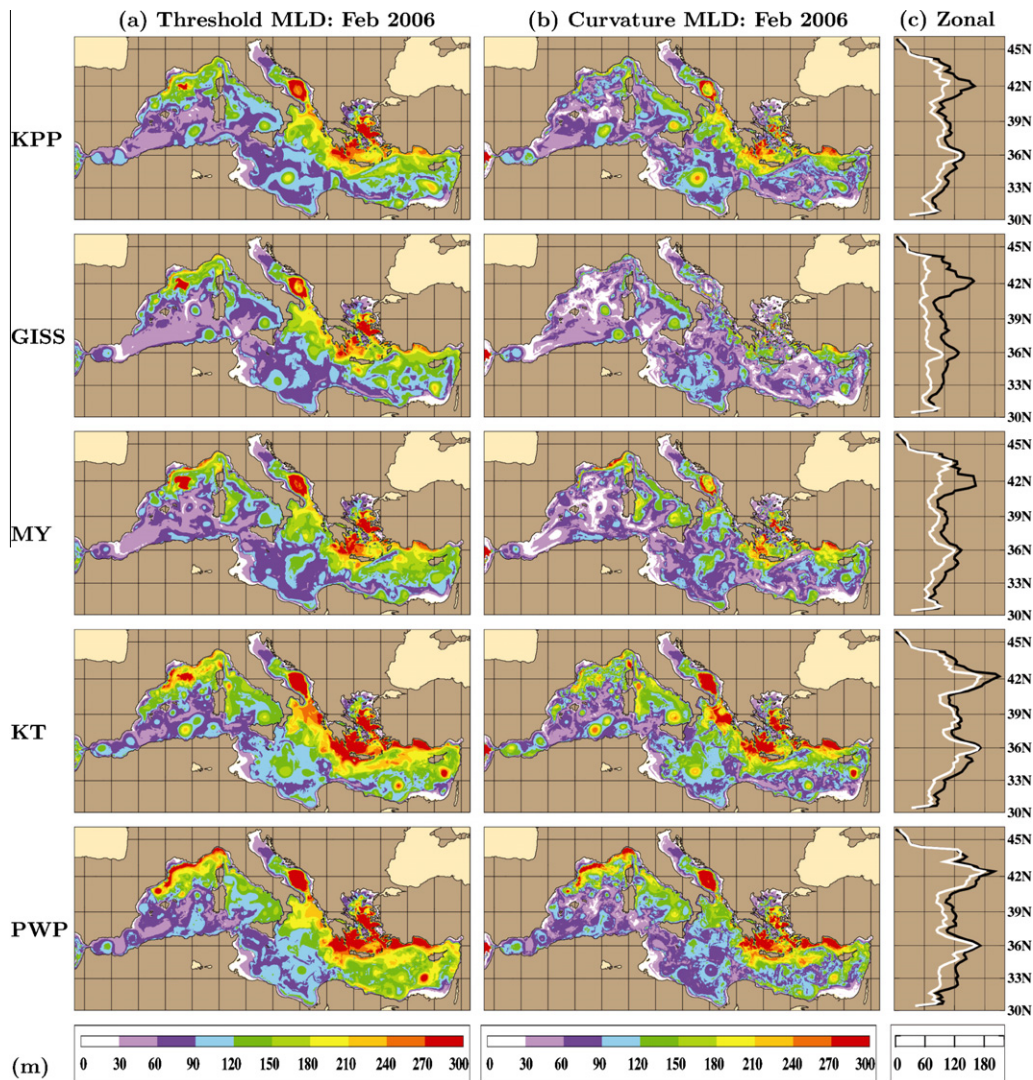 (a) Threshold MLD: Feb 2006 (b) Curvature MLD: Feb 2006 (c) Zonal
45N
42N
KPP
39N
36N
33N
30N
45N
42N
GISS
39N
36N
33N
30N
45N
42N
MY
39N
36N
33N
30N
45N
42N
KT
39N
36N
33N
30N
45N
42N
PWP
39N
36N
33N
30N
(m) 0 30 60 90 120 150 180 210 240 270 300 0 30 60 90 120 150 180 210 240 270 300 0 60 120 180